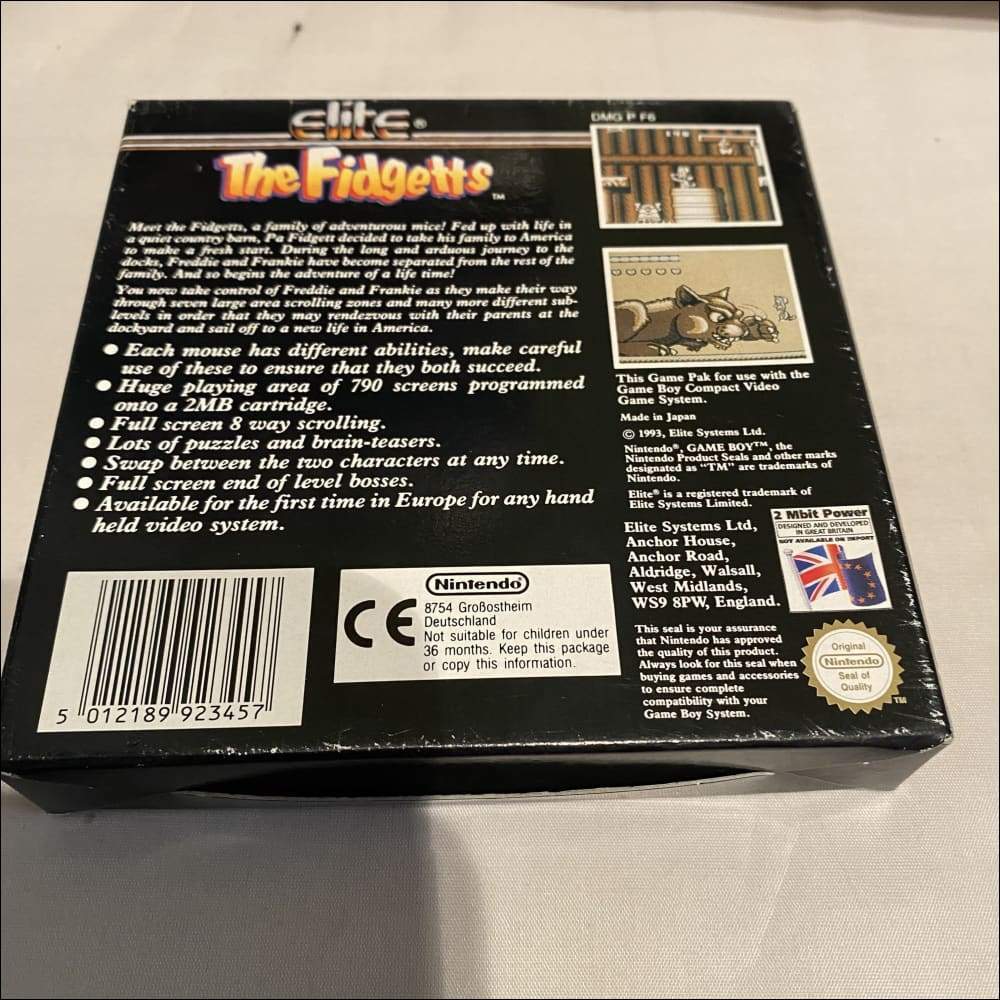 elite®
The Fidgetts™
Meet the Fidgetts, a family of adventurous mice! Fed up with life in
a quiet country barn, Pa Fidgett decided to take his family to America
to make a fresh start. During the long and arduous journey to the
docks, Freddie and Frankie have become separated from the rest of the
family. And so begins the adventure of a life time!
You now take control of Freddie and Frankie as they make their way
through seven large area scrolling zones and many more different sub-
levels in order that they may rendezvous with their parents at the
dockyard and sail off to a new life in America.
● Each mouse has different abilities, make careful
use of these to ensure that they both succeed.
● Huge playing area of 790 screens programmed
onto a 2MB cartridge.
● Full screen 8 way scrolling.
● Lots of puzzles and brain-teasers.
● Swap between the two characters at any time.
● Full screen end of level bosses.
● Available for the first time in Europe for any hand
held video system.
5 012189 923457
Nintendo®
CE
8754 Großostheim
Deutschland
Not suitable for children under
36 months. Keep this package
or copy this information.
DMG P F6
This Game Pak for use with the
Game Boy Compact Video
Game System.
Made in Japan
© 1993, Elite Systems Ltd.
Nintendo®, GAME BOY™, the
Nintendo Product Seals and other marks
designated as "TM" are trademarks of
Nintendo.
Elite® is a registered trademark of
Elite Systems Limited.
Elite Systems Ltd,
Anchor House,
Anchor Road,
Aldridge, Walsall,
West Midlands,
WS9 8PW, England.
2 Mbit Power
DESIGNED AND DEVELOPED
IN GREAT BRITAIN
NOT AVAILABLE ON IMPORT
This seal is your assurance
that Nintendo has approved
the quality of this product.
Always look for this seal when
buying games and accessories
to ensure complete
compatibility with your
Game Boy System.
Original
Nintendo
Seal of
Quality
TM